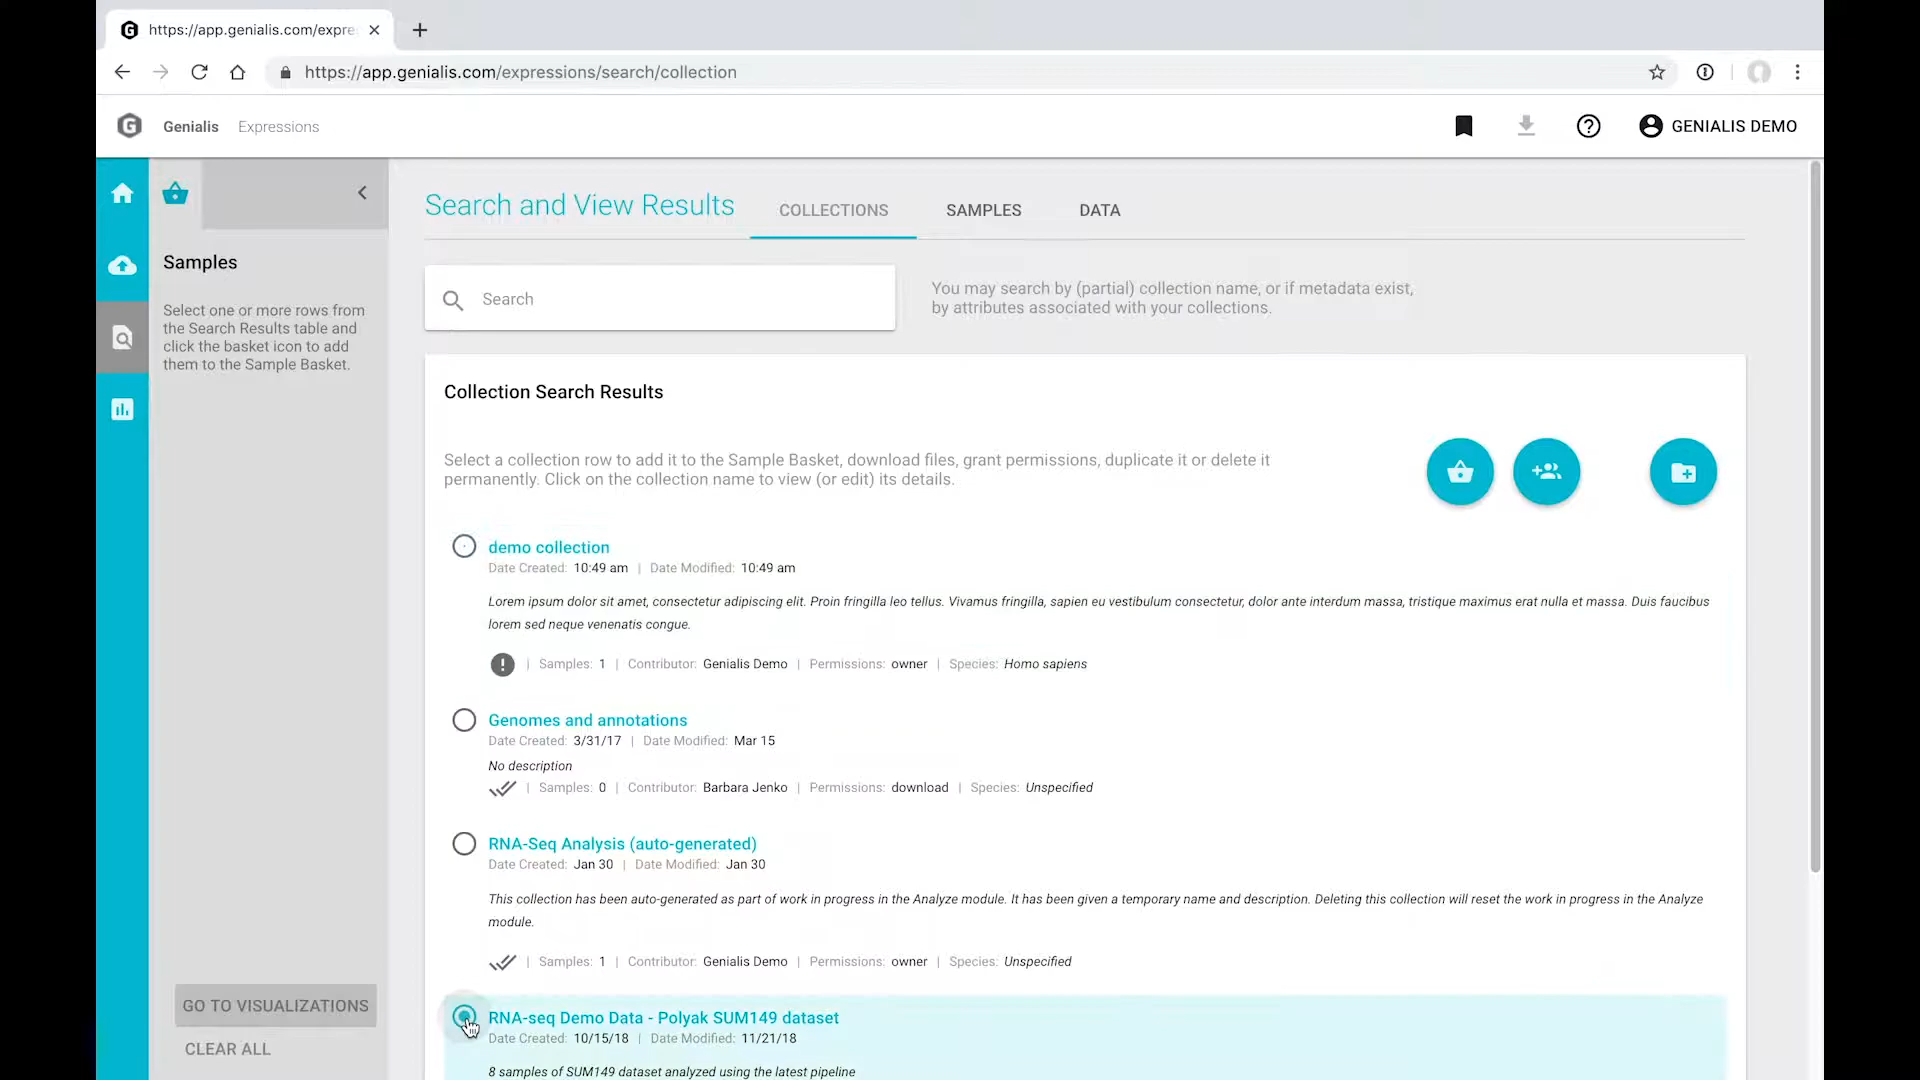 https://app.genialis.com/expre
https://app.genialis.com/expressions/search/collection
Genialis Expressions
GENIALIS DEMO
Samples
Select one or more rows from
the Search Results table and
click the basket icon to add
them to the Sample Basket.
GO TO VISUALIZATIONS
CLEAR ALL
Search and View Results
COLLECTIONS
SAMPLES
DATA
Search
You may search by (partial) collection name, or if metadata exist,
by attributes associated with your collections.
Collection Search Results
Select a collection row to add it to the Sample Basket, download files, grant permissions, duplicate it or delete it
permanently. Click on the collection name to view (or edit) its details.
demo collection
Date Created: 10:49 am | Date Modified: 10:49 am
Lorem ipsum dolor sit amet, consectetur adipiscing elit. Proin fringilla leo tellus. Vivamus fringilla, sapien eu vestibulum consectetur, dolor ante interdum massa, tristique maximus erat nulla et massa. Duis faucibus
lorem sed neque venenatis congue.
| Samples: 1 | Contributor: Genialis Demo | Permissions: owner | Species: Homo sapiens
Genomes and annotations
Date Created: 3/31/17 | Date Modified: Mar 15
No description
| Samples: 0 | Contributor: Barbara Jenko | Permissions: download | Species: Unspecified
RNA-Seq Analysis (auto-generated)
Date Created: Jan 30 | Date Modified: Jan 30
This collection has been auto-generated as part of work in progress in the Analyze module. It has been given a temporary name and description. Deleting this collection will reset the work in progress in the Analyze
module.
| Samples: 1 | Contributor: Genialis Demo | Permissions: owner | Species: Unspecified
RNA-seq Demo Data - Polyak SUM149 dataset
Date Created: 10/15/18 | Date Modified: 11/21/18
8 samples of SUM149 dataset analyzed using the latest pipeline